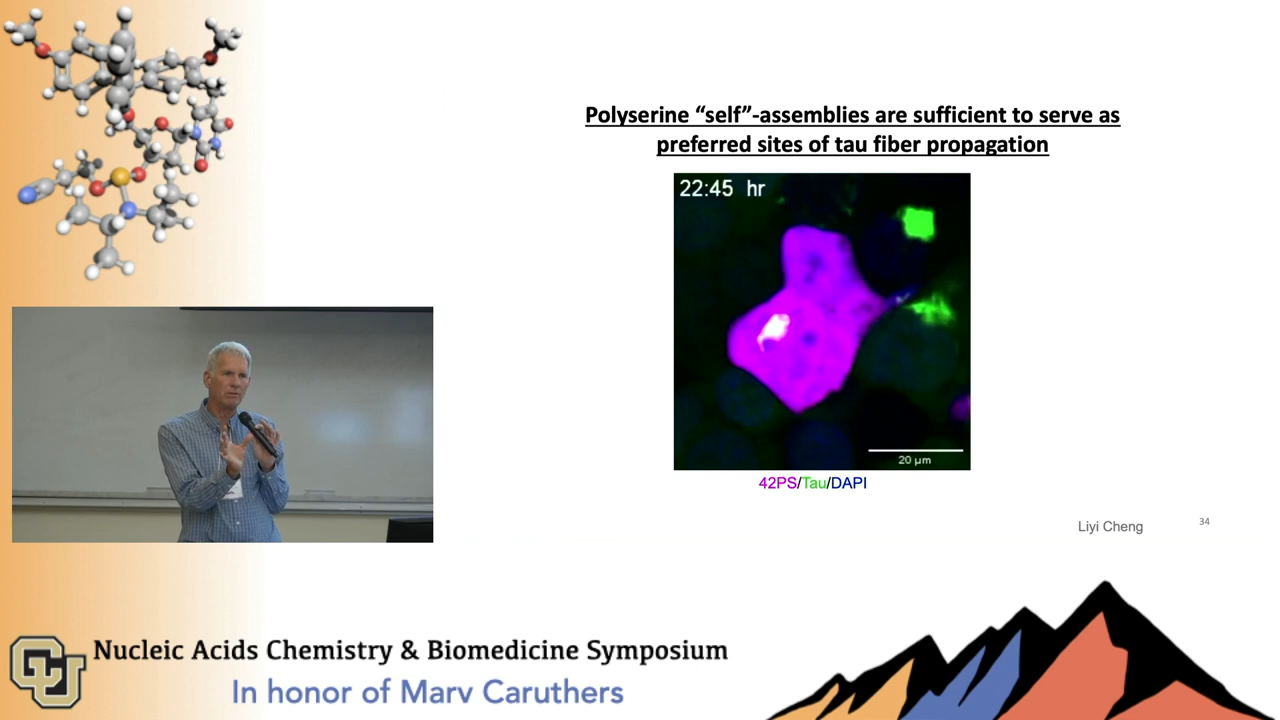 Polyserine “self”-assemblies are sufficient to serve as
preferred sites of tau fiber propagation
22:45 hr
20 µm
42PS/Tau/DAPI
Liyi Cheng
34
CU
Nucleic Acids Chemistry & Biomedicine Symposium
In honor of Marv Caruthers